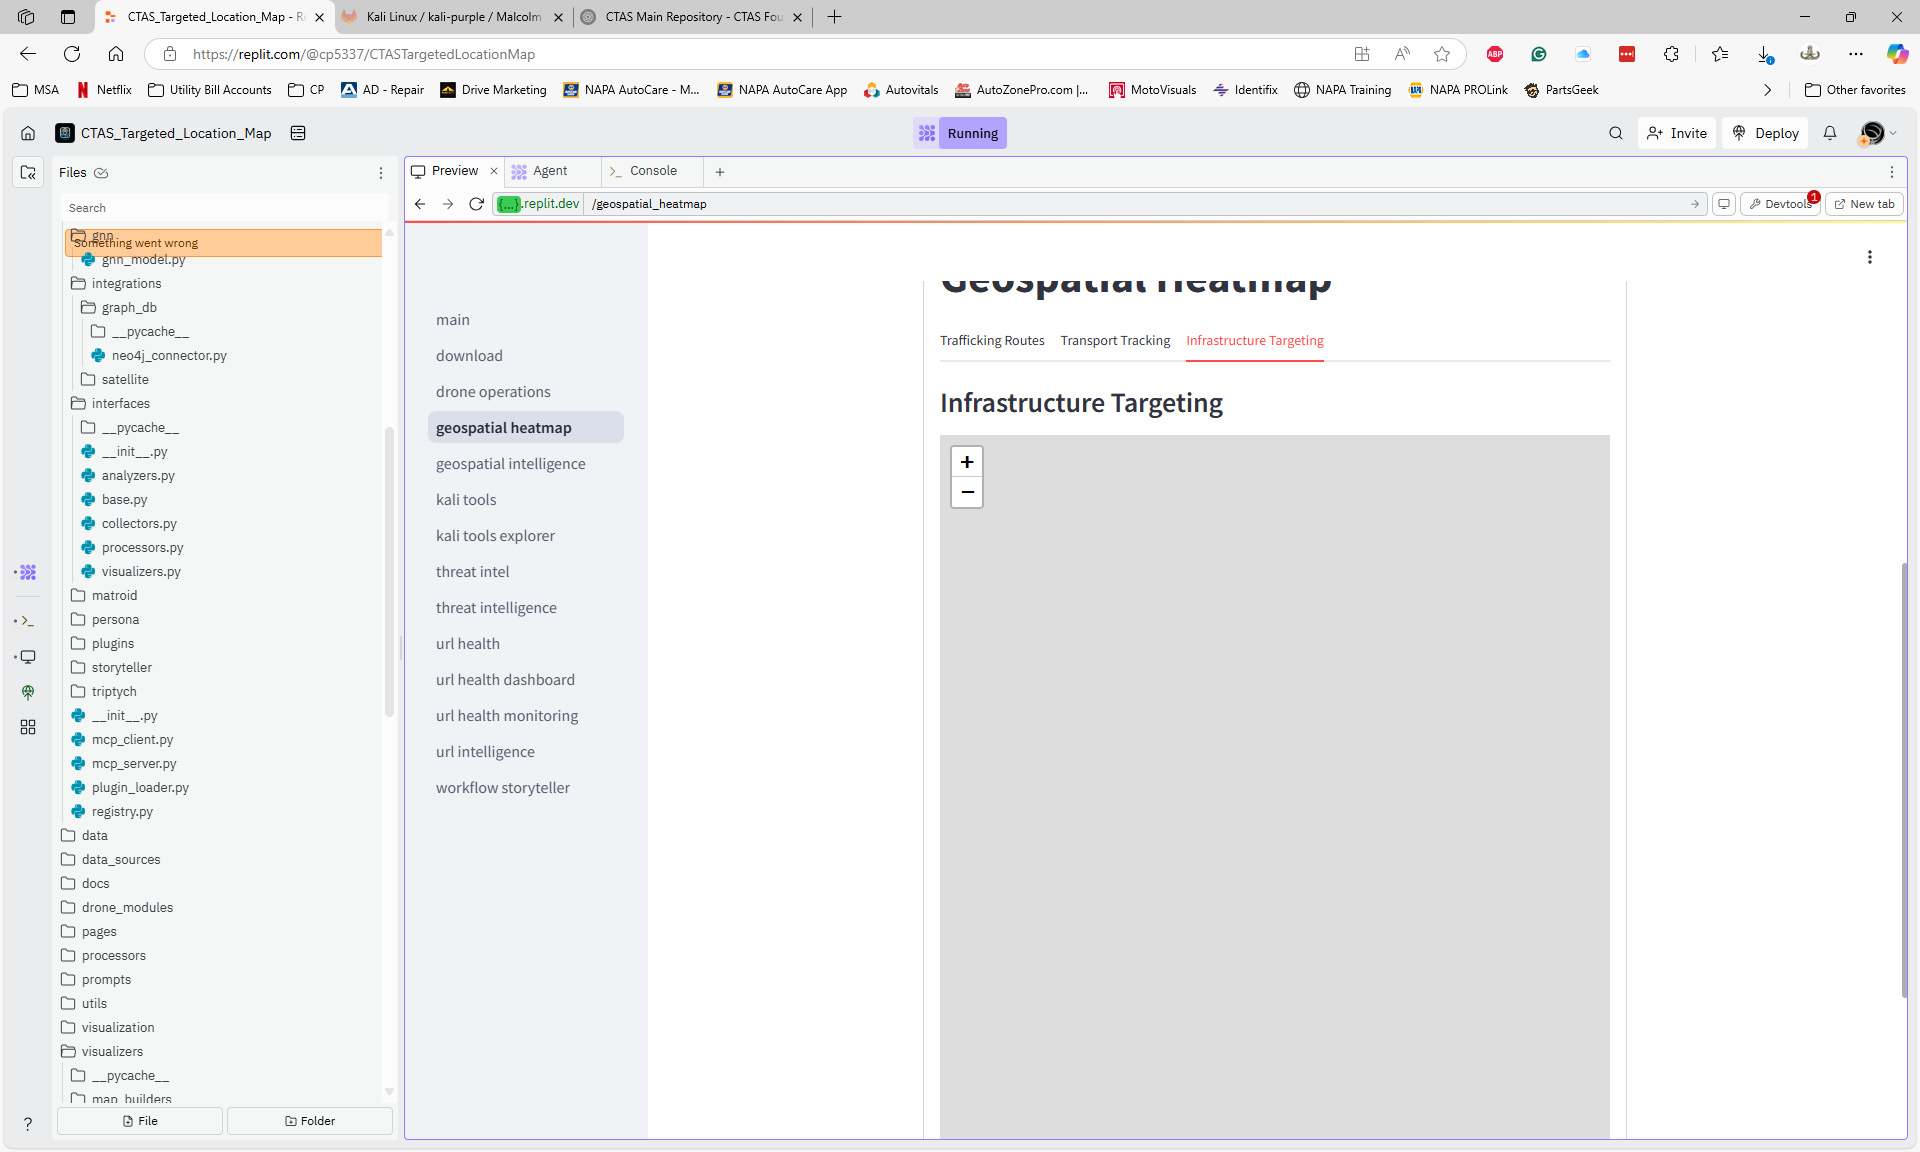 CTAS_Targeted_Location_Map - R
Kali Linux / kali-purple / Malcolm
CTAS Main Repository - CTAS Fou
https://replit.com/@cp5337/CTASTargetedLocationMap
ABP
MSA
Netflix
Utility Bill Accounts
CP
AD - Repair
Drive Marketing
NAPA AutoCare - M...
NAPA AutoCare App
Autovitals
AutoZonePro.com |...
MotoVisuals
Identifix
NAPA Training
NAPA PROLink
PartsGeek
Other favorites
CTAS_Targeted_Location_Map
Running
Invite
Deploy
Files
Preview
Agent
Console
Search
{...}.replit.dev
/geospatial_heatmap
Devtools
1
New tab
gnn
Something went wrong
gnn_model.py
integrations
graph_db
__pycache__
neo4j_connector.py
satellite
interfaces
__pycache__
__init__.py
analyzers.py
base.py
collectors.py
processors.py
visualizers.py
matroid
persona
plugins
storyteller
triptych
__init__.py
mcp_client.py
mcp_server.py
plugin_loader.py
registry.py
data
data_sources
docs
drone_modules
pages
processors
prompts
utils
visualization
visualizers
__pycache__
map_builders
File
Folder
main
download
drone operations
geospatial heatmap
geospatial intelligence
kali tools
kali tools explorer
threat intel
threat intelligence
url health
url health dashboard
url health monitoring
url intelligence
workflow storyteller
Geospatial Heatmap
Trafficking Routes
Transport Tracking
Infrastructure Targeting
Infrastructure Targeting
+
−